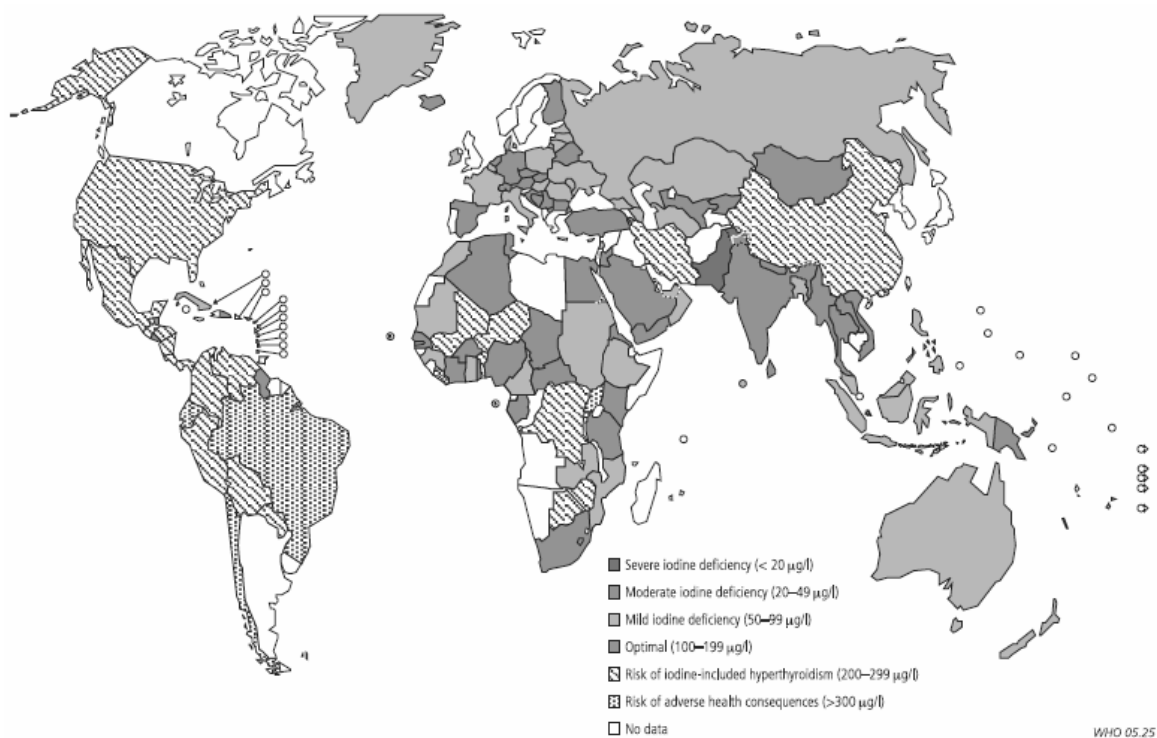 Severe iodine deficiency (< 20 µg/l)
Moderate iodine deficiency (20–49 µg/l)
Mild iodine deficiency (50–99 µg/l)
Optimal (100–199 µg/l)
Risk of iodine-included hyperthyroidism (200–299 µg/l)
Risk of adverse health consequences (>300 µg/l)
No data
WHO 05.25